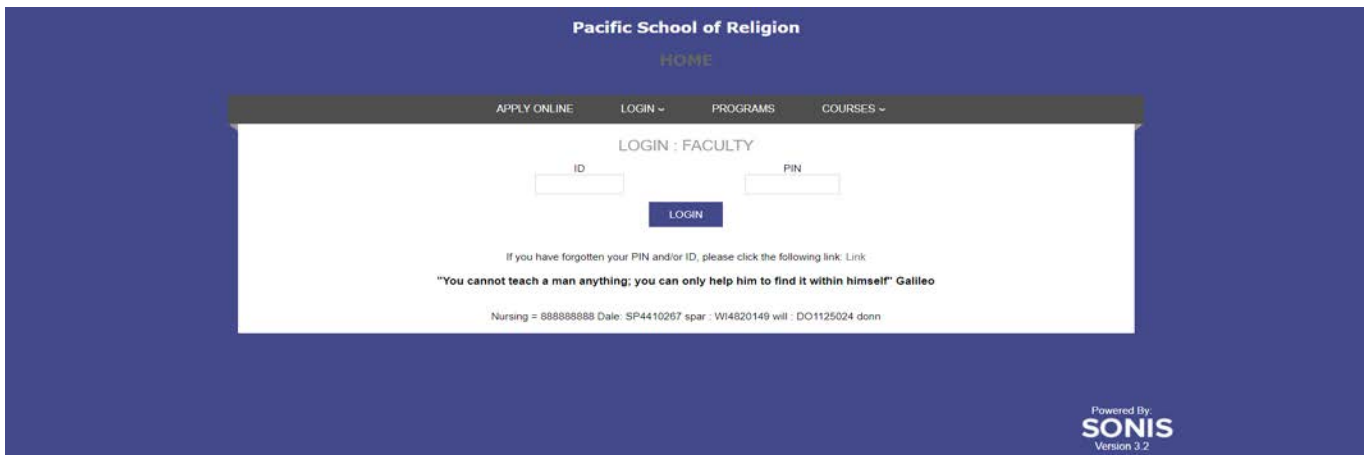 Pacific School of Religion
HOME
APPLY ONLINE LOGIN PROGRAMS COURSES
LOGIN : FACULTY
ID PIN
LOGIN
If you have forgotten your PIN and/or ID, please click the following link: Link
"You cannot teach a man anything; you can only help him to find it within himself" Galileo
Nursing = 888888888 Dale: SP4410267 spar : WI4820149 will : DO1125024 donn
Powered By:
SONIS
Version 3.2